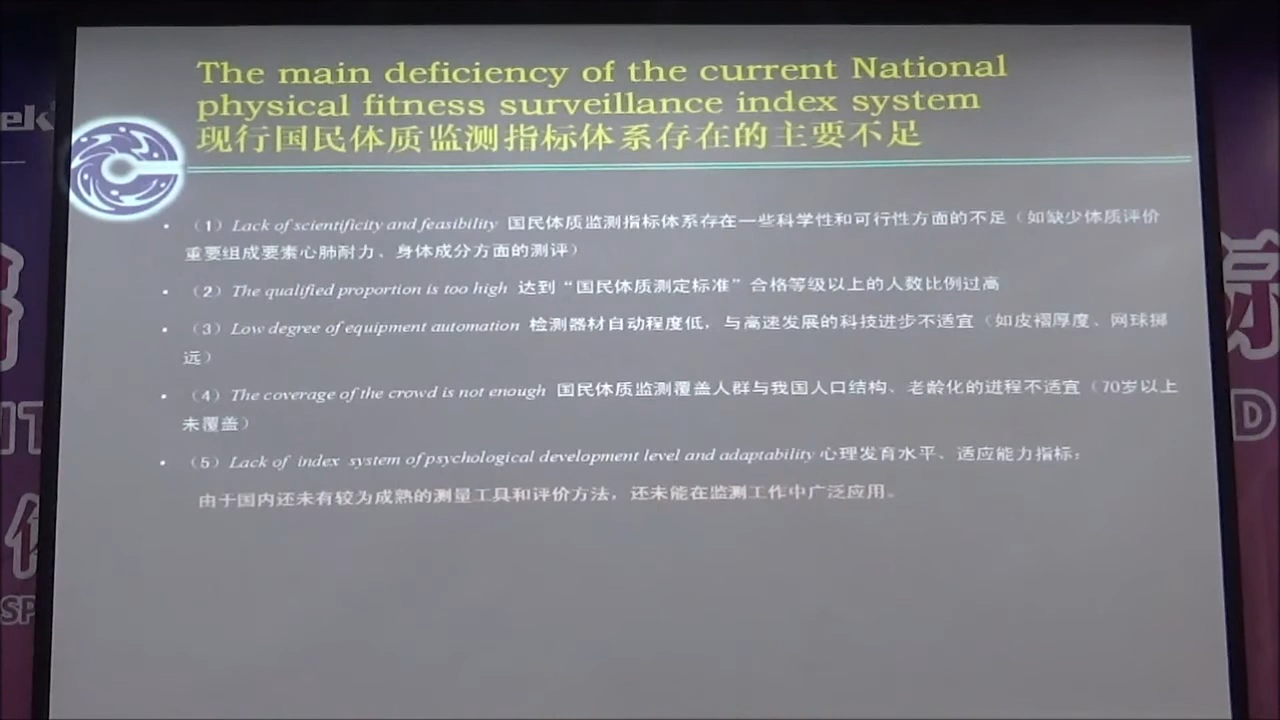 The main deficiency of the current National
physical fitness surveillance index system
现行国民体质监测指标体系存在的主要不足
ek
• （1）Lack of scientificity and feasibility 国民体质监测指标体系存在一些科学性和可行性方面的不足（如缺少体质评价
重要组成要素心肺耐力、身体成分方面的测评）
• （2）The qualified proportion is too high 达到“国民体质测定标准”合格等级以上的人数比例过高
• （3）Low degree of equipment automation 检测器材自动程度低，与高速发展的科技进步不适宜（如皮褶厚度、网球掷
远）
• （4）The coverage of the crowd is not enough 国民体质监测覆盖人群与我国人口结构、老龄化的进程不适宜（70岁以上
未覆盖）
• （5）Lack of index system of psychological development level and adaptability 心理发育水平、适应能力指标：
由于国内还未有较为成熟的测量工具和评价方法，还未能在监测工作中广泛应用。
IT
D
SP